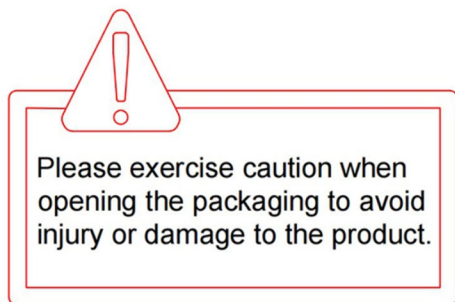 Please exercise caution when
opening the packaging to avoid
injury or damage to the product.